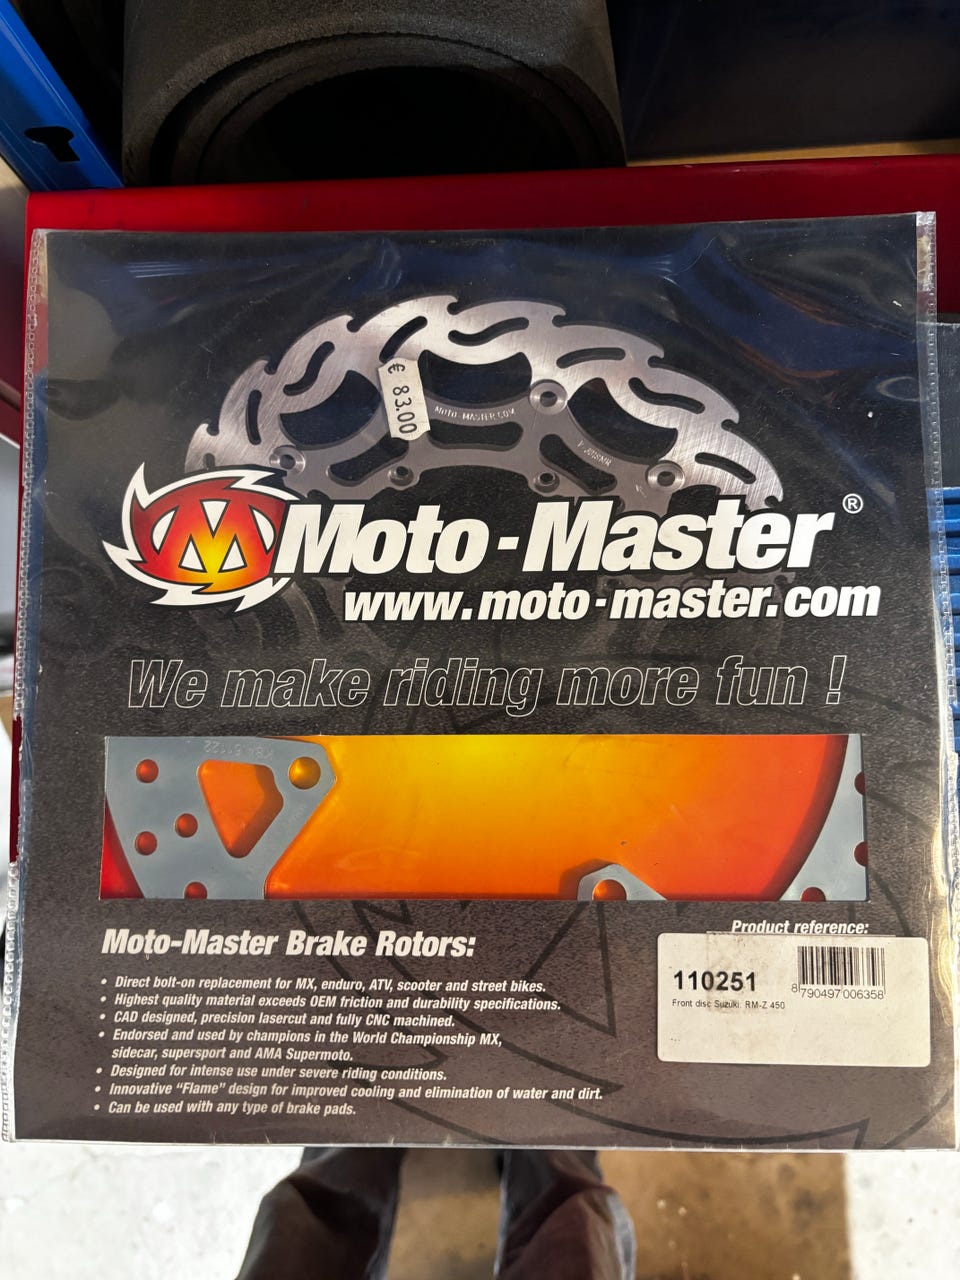 € 83.00
MOTO-MASTER.COM
M
Moto-Master®
www.moto-master.com
We make riding more fun !
Moto-Master Brake Rotors:
• Direct bolt-on replacement for MX, enduro, ATV, scooter and street bikes.
• Highest quality material exceeds OEM friction and durability specifications.
• CAD designed, precision lasercut and fully CNC machined.
• Endorsed and used by champions in the World Championship MX,
sidecar, supersport and AMA Supermoto.
• Designed for intense use under severe riding conditions.
• Innovative “Flame” design for improved cooling and elimination of water and dirt.
• Can be used with any type of brake pads.
Product reference:
110251
Front disc Suzuki: RM-Z 450
8 790497 006358